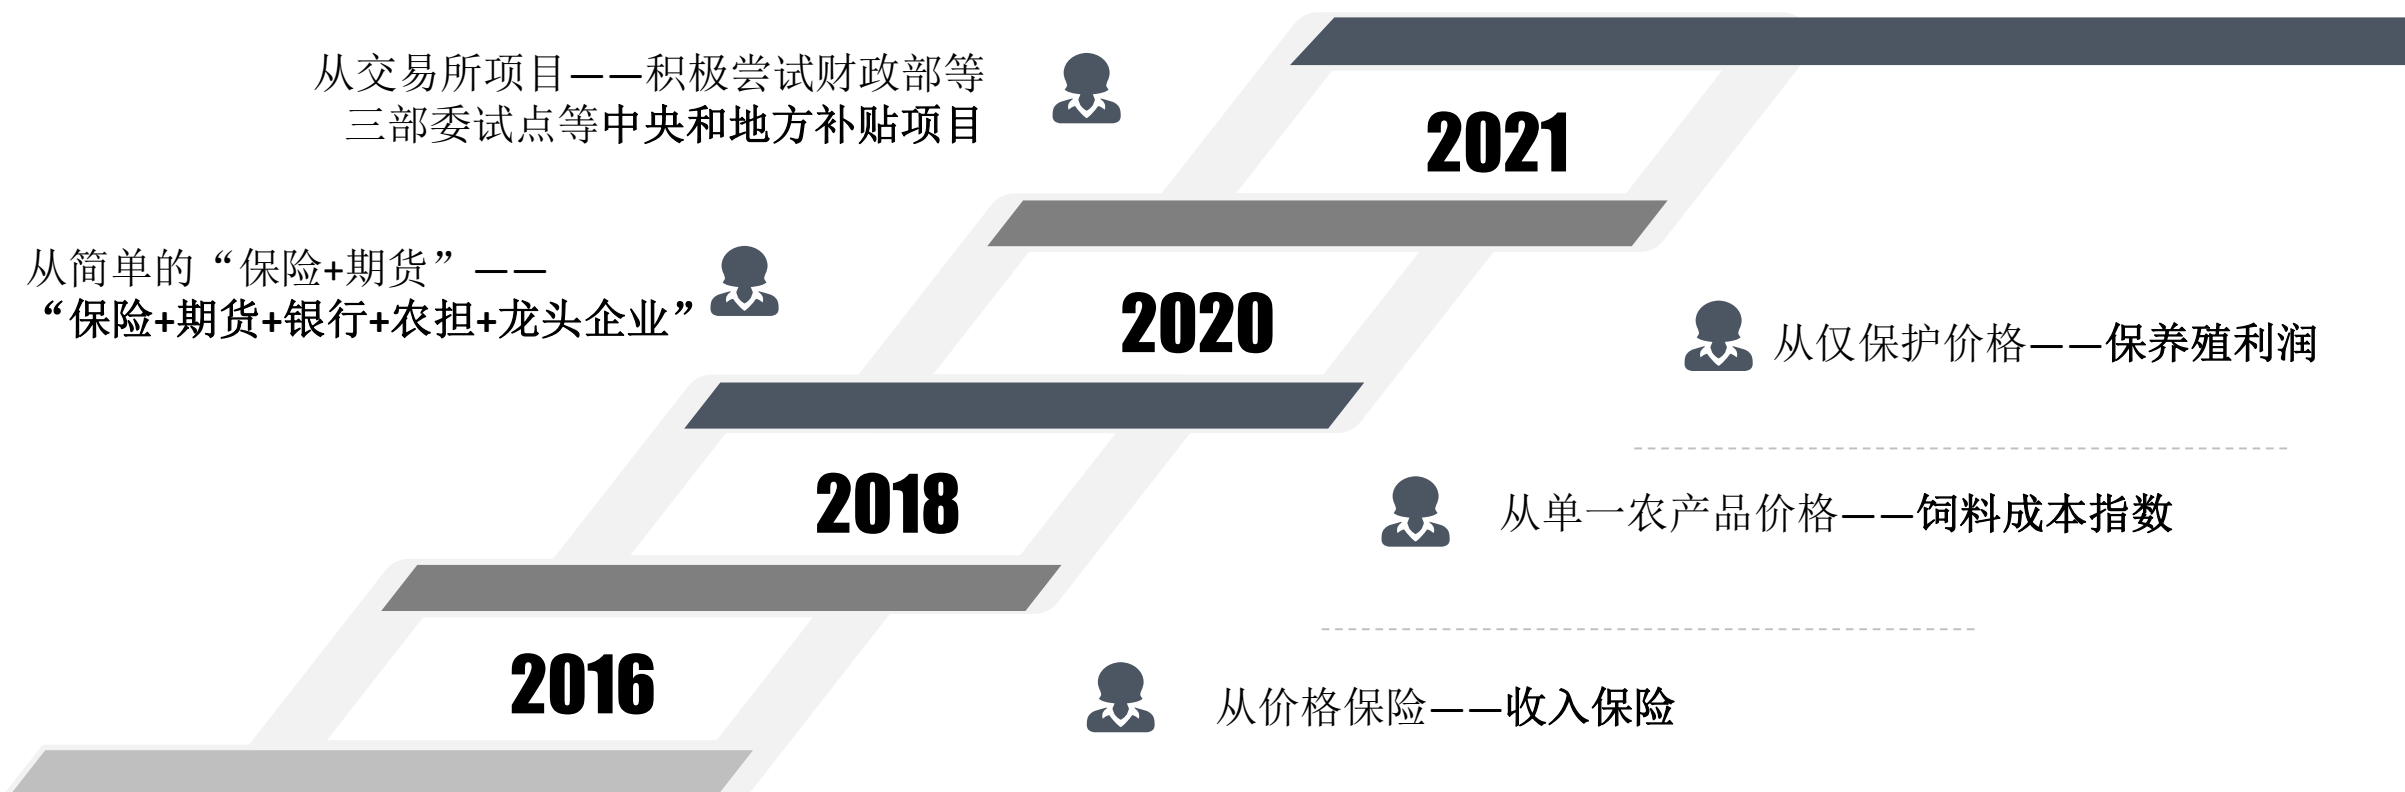 从交易所项目——积极尝试财政部等
三部委试点等中央和地方补贴项目
2021
从简单的“保险+期货”——
“保险+期货+银行+农担+龙头企业”
2020
从仅保护价格——保养殖利润
2018
从单一农产品价格——饲料成本指数
2016
从价格保险——收入保险